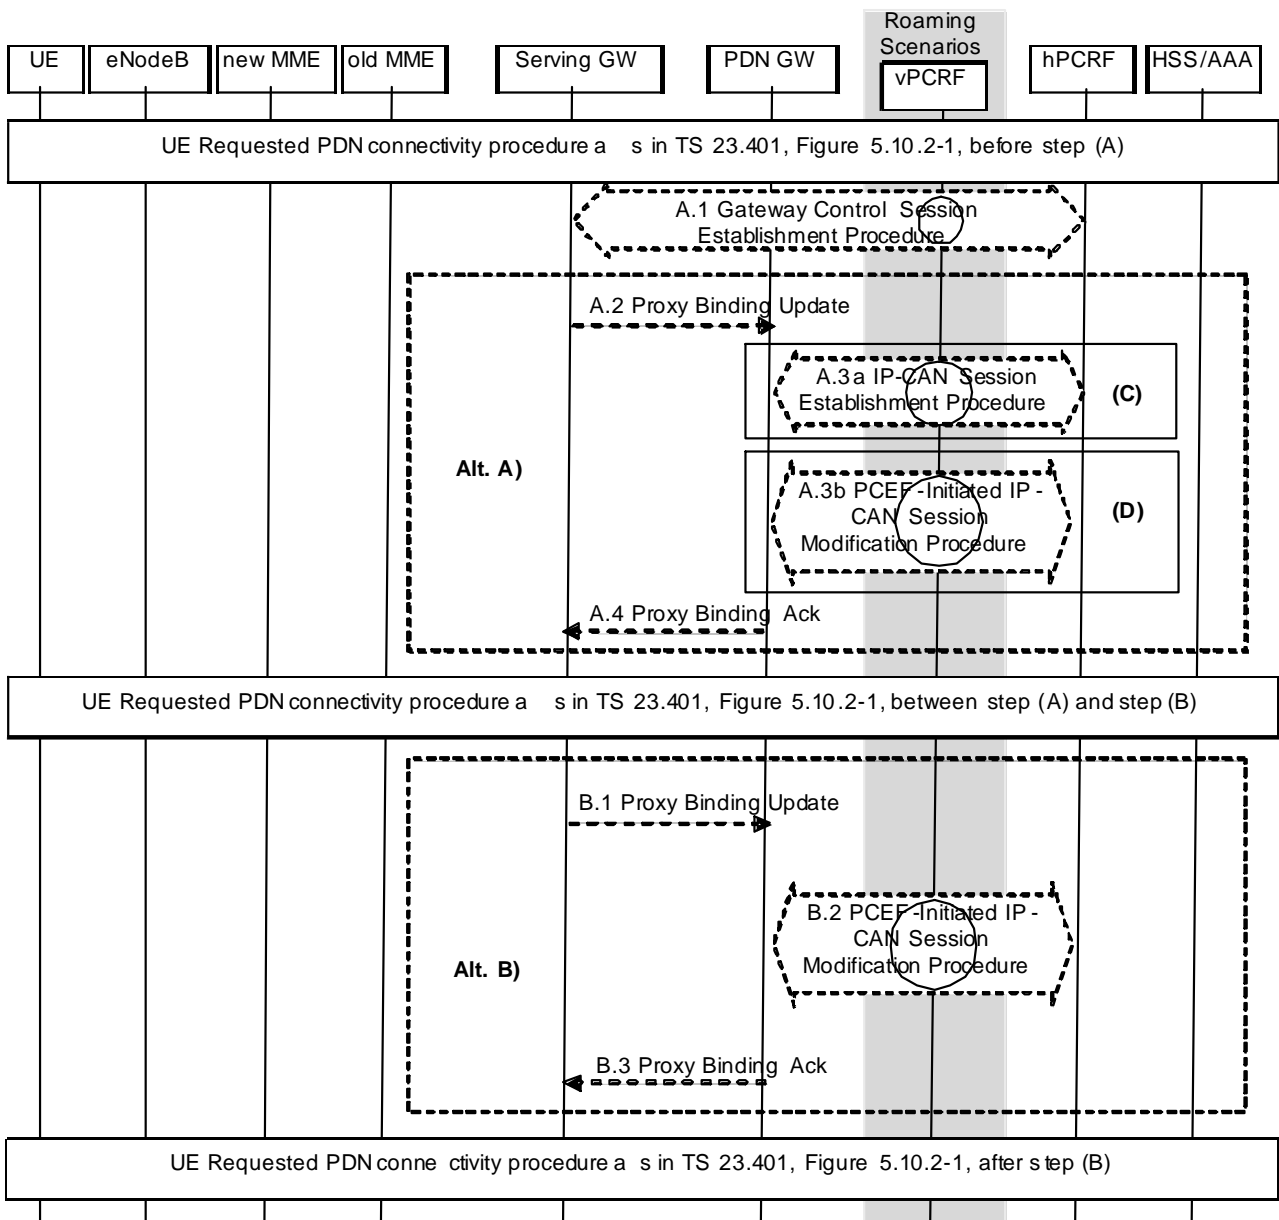 Roaming
Scenarios
UE
eNodeB
new MME
old MME
Serving GW
PDN GW
vPCRF
hPCRF
HSS/AAA
UE Requested PDN connectivity procedure a s in TS 23.401, Figure 5.10.2-1, before step (A)
A.1 Gateway Control Session
Establishment Procedure
A.2 Proxy Binding Update
A.3a IP-CAN Session
Establishment Procedure
(C)
Alt. A)
A.3b PCEF-Initiated IP-
CAN Session
Modification Procedure
(D)
A.4 Proxy Binding Ack
UE Requested PDN connectivity procedure a s in TS 23.401, Figure 5.10.2-1, between step (A) and step (B)
B.1 Proxy Binding Update
B.2 PCEF-Initiated IP-
CAN Session
Modification Procedure
Alt. B)
B.3 Proxy Binding Ack
UE Requested PDN conne ctivity procedure a s in TS 23.401, Figure 5.10.2-1, after step (B)